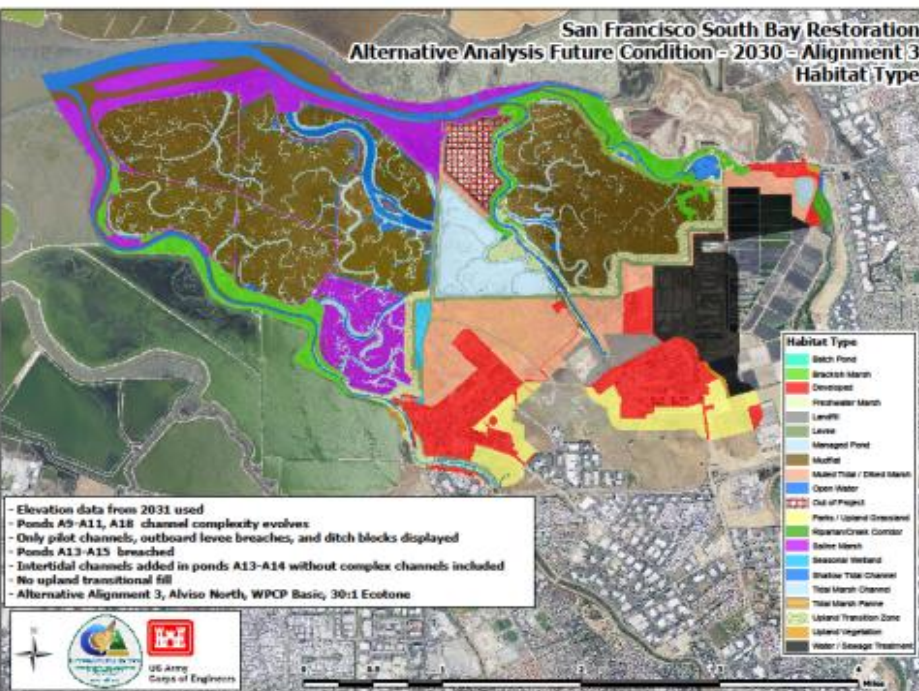 San Francisco South Bay Restoration
Alternative Analysis Future Condition - 2030 - Alignment 3
Habitat Type
Habitat Type
Batch Pond
Brackish Marsh
Developed
Freshwater Marsh
Landfill
Levee
Managed Pond
Mudflat
Muted Tidal / Diked Marsh
Open Water
Out of Project
Parks / Upland Grassland
Riparian/Creek Corridor
Saline Marsh
Seasonal Wetland
Shallow Tidal Channel
Tidal Marsh Channel
Tidal Marsh Panne
Upland Transition Zone
Upland Vegetation
Water / Sewage Treatment
- Elevation data from 2031 used
- Ponds A9-A11, A18 channel complexity evolves
- Only pilot channels, outboard levee breaches, and ditch blocks displayed
- Ponds A13-A15 breached
- Intertidal channels added in ponds A13-A14 without complex channels included
- No upland transitional fill
- Alternative Alignment 3, Alviso North, WPCP Basic, 30:1 Ecotone
US Army
Corps of Engineers
Miles